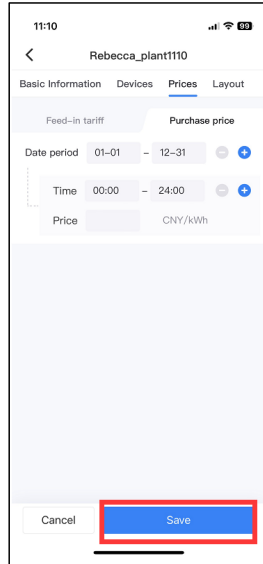 11:10 99
Rebecca_plant1110
Basic Information Devices Prices Layout
Feed-in tariff Purchase price
Date period 01-01 – 12-31
Time 00:00 – 24:00
Price CNY/kWh
Cancel Save